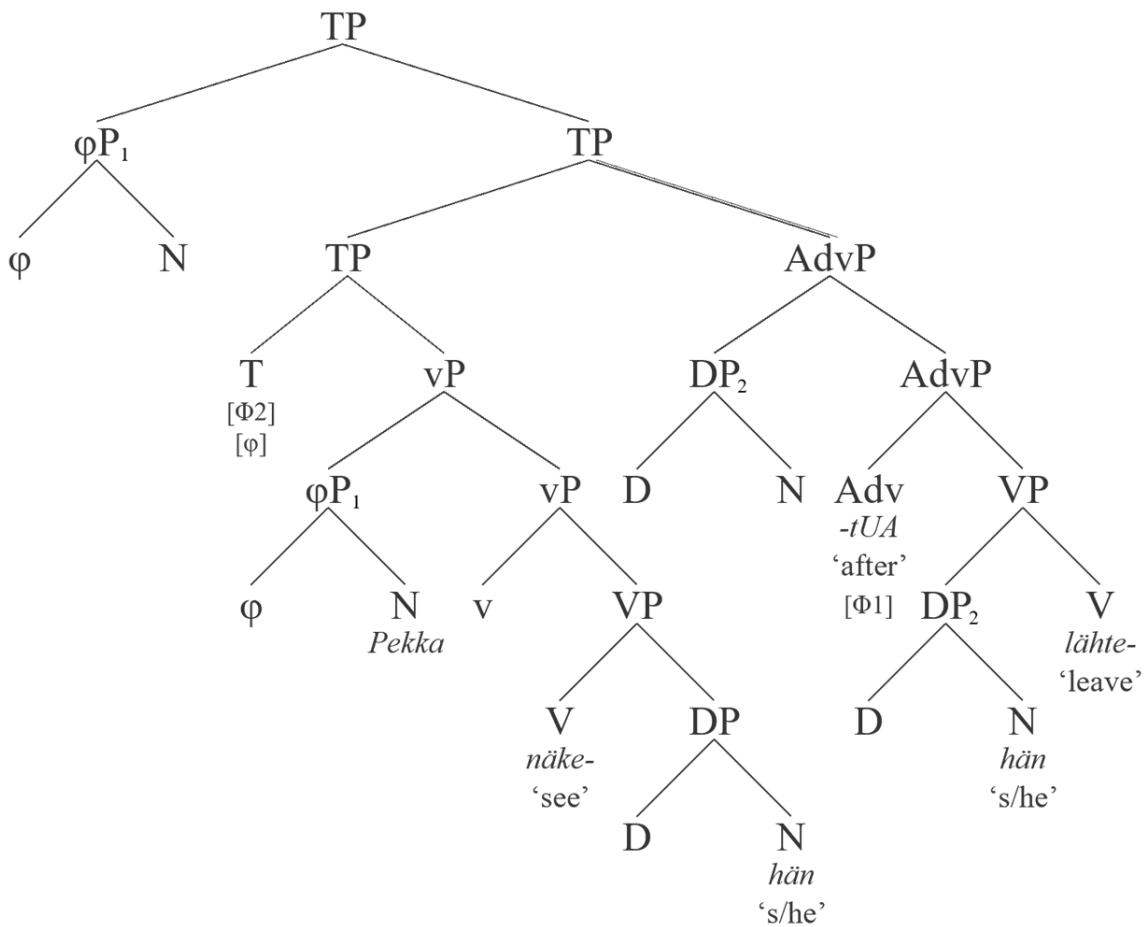 TP
φP₁ TP
φ N TP AdvP
T vP DP₂ AdvP
[Φ2]
[φ]
φP₁ vP D N Adv VP
-tUA
‘after’
φ N v VP [Φ1] DP₂ V
Pekka lähte-
‘leave’
V DP D N
näke- hän
‘see’ ‘s/he’
D N
hän
‘s/he’